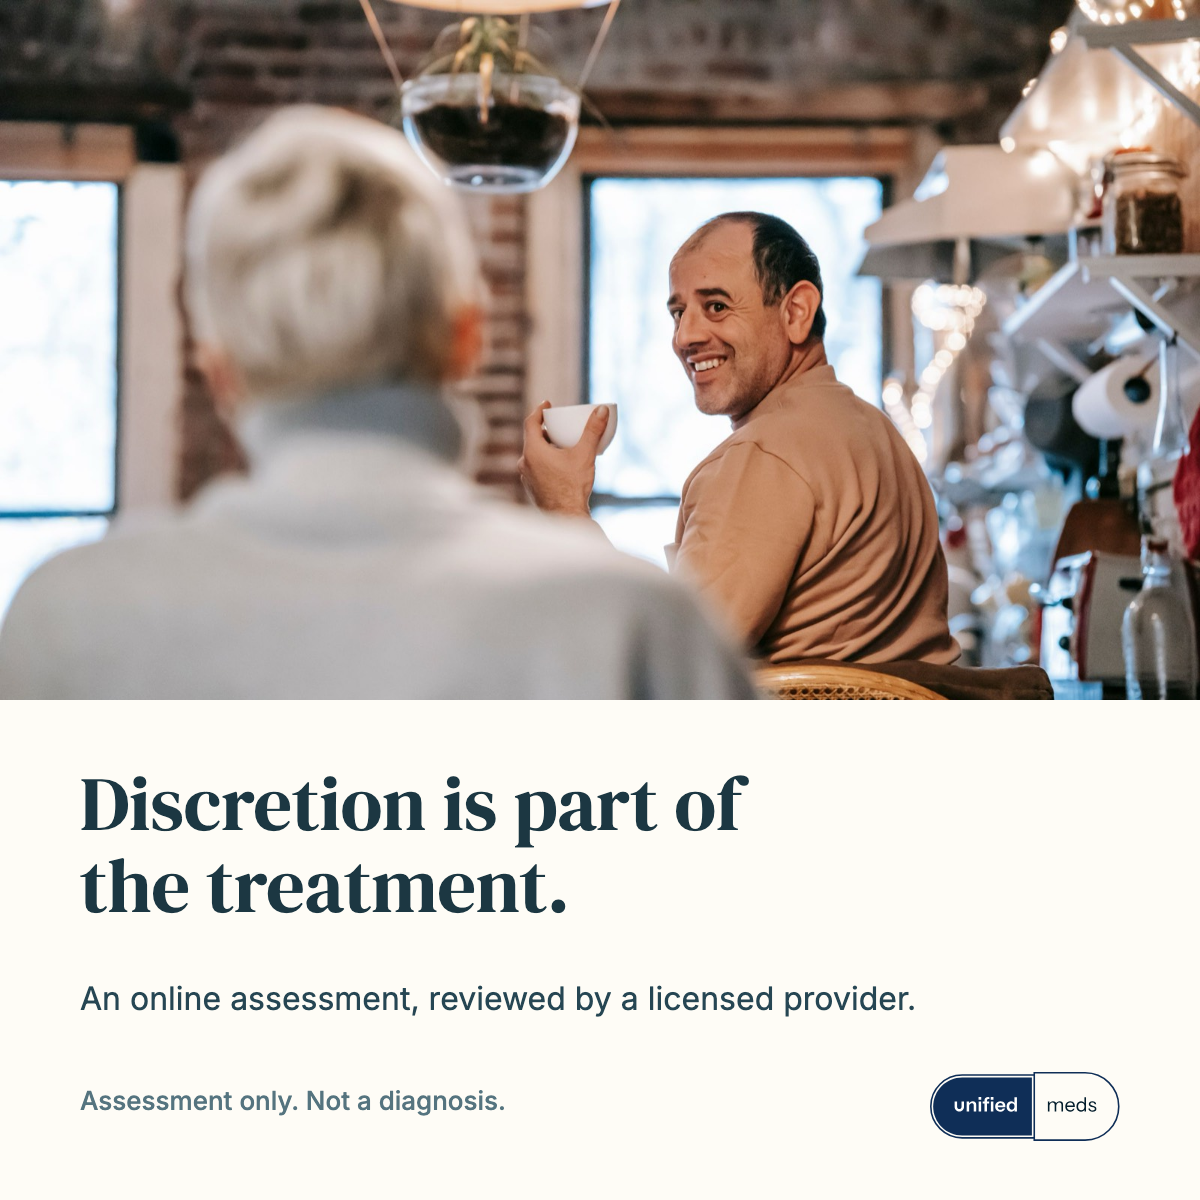 Discretion is part of
the treatment.
An online assessment, reviewed by a licensed provider.
Assessment only. Not a diagnosis.
unified meds